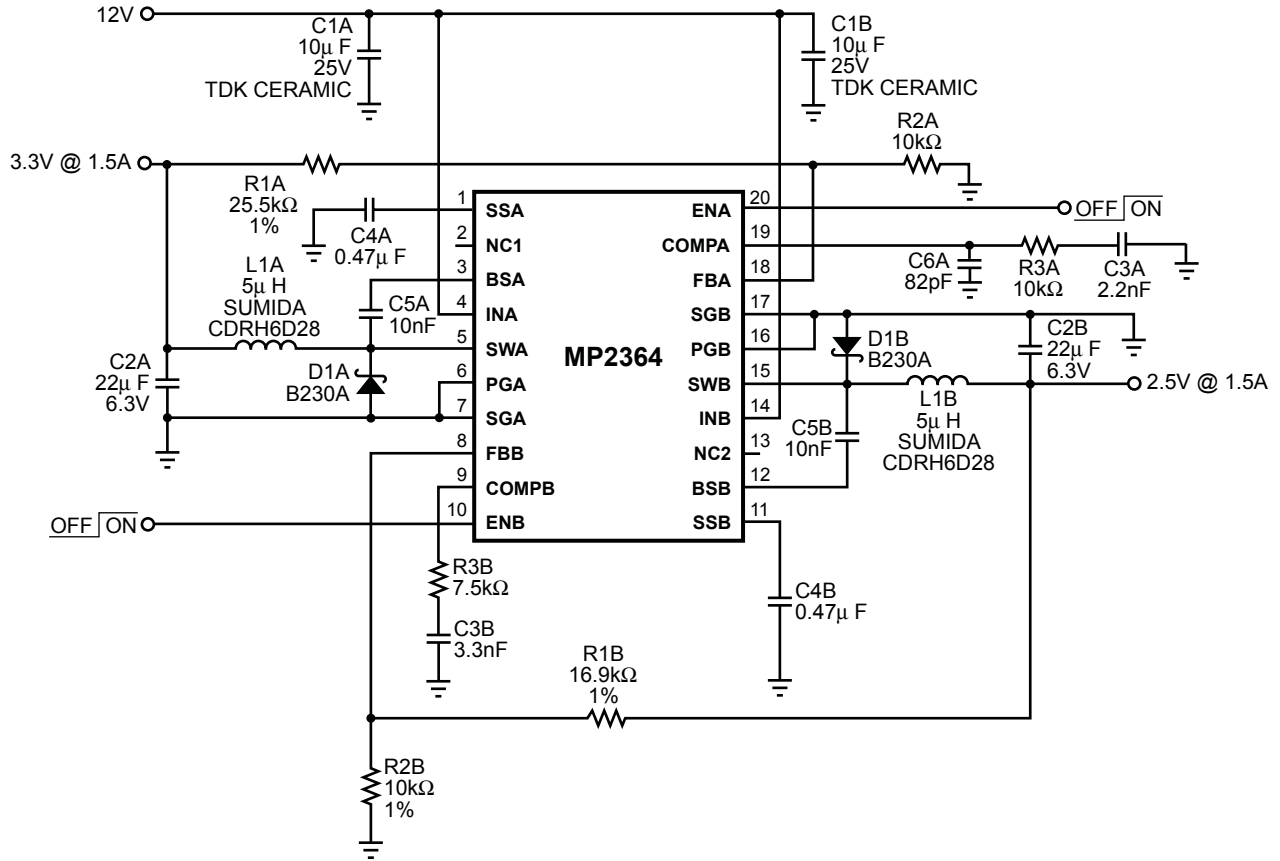 12V
C1A
10μ F
25V
TDK CERAMIC
C1B
10μ F
25V
TDK CERAMIC
3.3V @ 1.5A
R1A
25.5kΩ
1%
R2A
10kΩ
C4A
0.47μ F
L1A
5μ H
SUMIDA
CDRH6D28
C5A
10nF
C2A
22μ F
6.3V
D1A
B230A
MP2364
1 SSA
2 NC1
3 BSA
4 INA
5 SWA
6 PGA
7 SGA
8 FBB
9 COMPB
10 ENB
20 ENA
19 COMPA
18 FBA
17 SGB
16 PGB
15 SWB
14 INB
13 NC2
12 BSB
11 SSB
OFF ON
C6A
82pF
R3A
10kΩ
C3A
2.2nF
D1B
B230A
C2B
22μ F
6.3V
2.5V @ 1.5A
L1B
5μ H
SUMIDA
CDRH6D28
C5B
10nF
OFF ON
R3B
7.5kΩ
C3B
3.3nF
C4B
0.47μ F
R1B
16.9kΩ
1%
R2B
10kΩ
1%